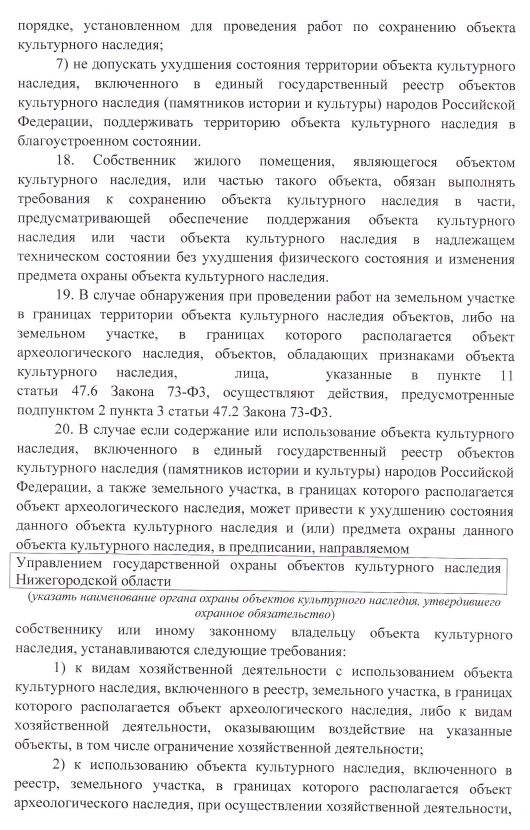 порядке, установленном для проведения работ по сохранению объекта
культурного наследия;
7) не допускать ухудшения состояния территории объекта культурного
наследия, включенного в единый государственный реестр объектов
культурного наследия (памятников истории и культуры) народов Российской
Федерации, поддерживать территорию объекта культурного наследия в
благоустроенном состоянии.
18. Собственник жилого помещения, являющегося объектом
культурного наследия, или частью такого объекта, обязан выполнять
требования к сохранению объекта культурного наследия в части,
предусматривающей обеспечение поддержания объекта культурного
наследия или части объекта культурного наследия в надлежащем
техническом состоянии без ухудшения физического состояния и изменения
предмета охраны объекта культурного наследия.
19. В случае обнаружения при проведении работ на земельном участке
в границах территории объекта культурного наследия объектов, либо на
земельном участке, в границах которого располагается объект
археологического наследия, объектов, обладающих признаками объекта
культурного наследия, лица, указанные в пункте 11
статьи 47.6 Закона 73-ФЗ, осуществляют действия, предусмотренные
подпунктом 2 пункта 3 статьи 47.2 Закона 73-ФЗ.
20. В случае если содержание или использование объекта культурного
наследия, включенного в единый государственный реестр объектов
культурного наследия (памятников истории и культуры) народов Российской
Федерации, а также земельного участка, в границах которого располагается
объект археологического наследия, может привести к ухудшению состояния
данного объекта культурного наследия и (или) предмета охраны данного
объекта культурного наследия, в предписании, направляемом
Управлением государственной охраны объектов культурного наследия
Нижегородской области
(указать наименование органа охраны объектов культурного наследия, утвердившего
охранное обязательство)
собственнику или иному законному владельцу объекта культурного
наследия, устанавливаются следующие требования:
1) к видам хозяйственной деятельности с использованием объекта
культурного наследия, включенного в реестр, земельного участка, в границах
которого располагается объект археологического наследия, либо к видам
хозяйственной деятельности, оказывающим воздействие на указанные
объекты, в том числе ограничение хозяйственной деятельности;
2) к использованию объекта культурного наследия, включенного в
реестр, земельного участка, в границах которого располагается объект
археологического наследия, при осуществлении хозяйственной деятельности,